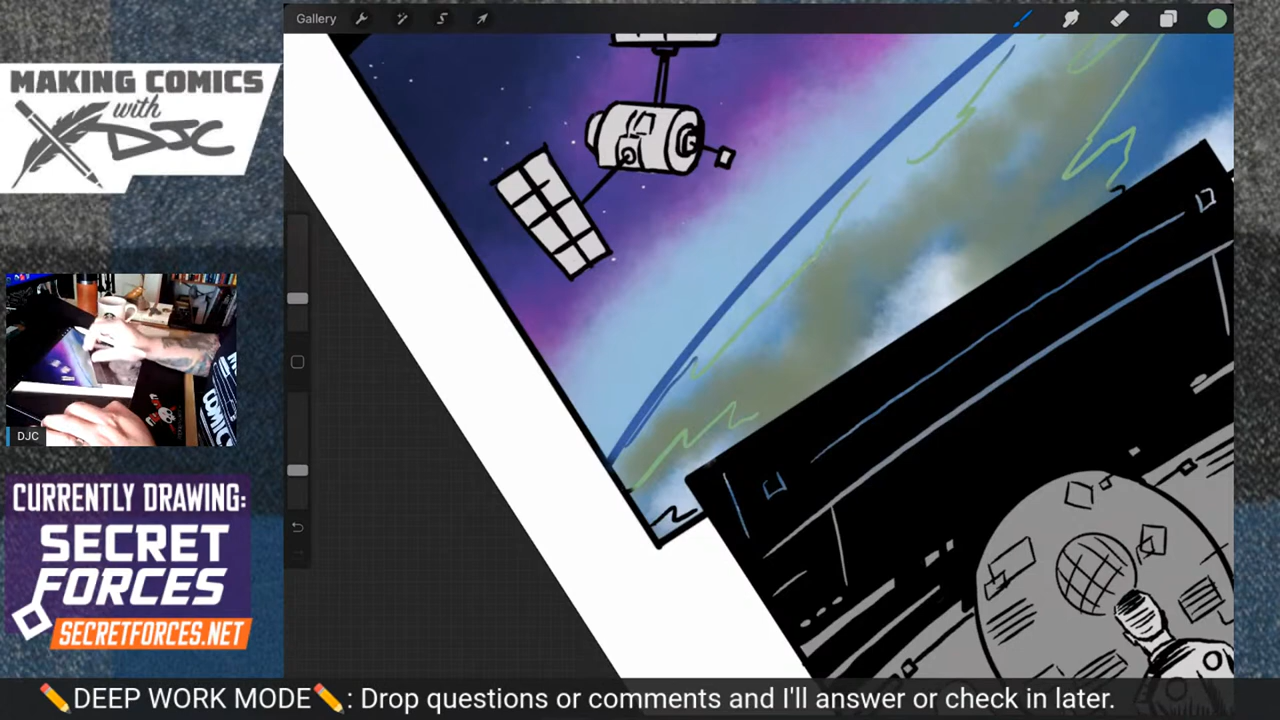 Gallery
MAKING COMICS
with
DJC
DJC
CURRENTLY DRAWING:
SECRET
FORCES
SECRETFORCES.NET
✏️DEEP WORK MODE✏️: Drop questions or comments and I'll answer or check in later.